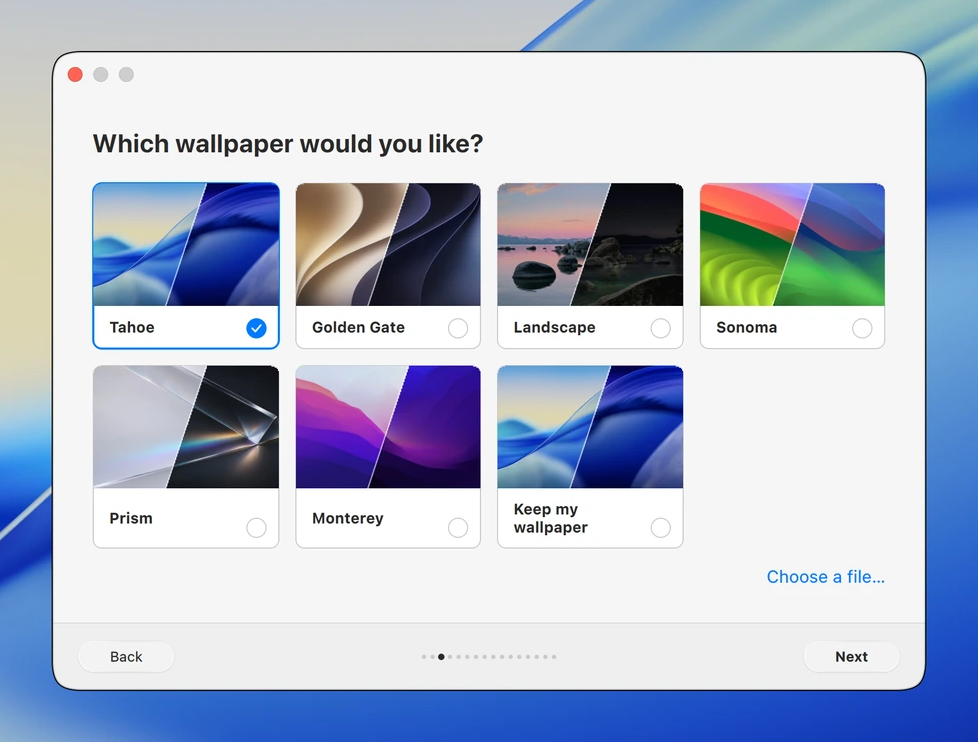 Which wallpaper would you like?
Tahoe
Golden Gate
Landscape
Sonoma
Prism
Monterey
Keep my
wallpaper
Choose a file...
Back
Next